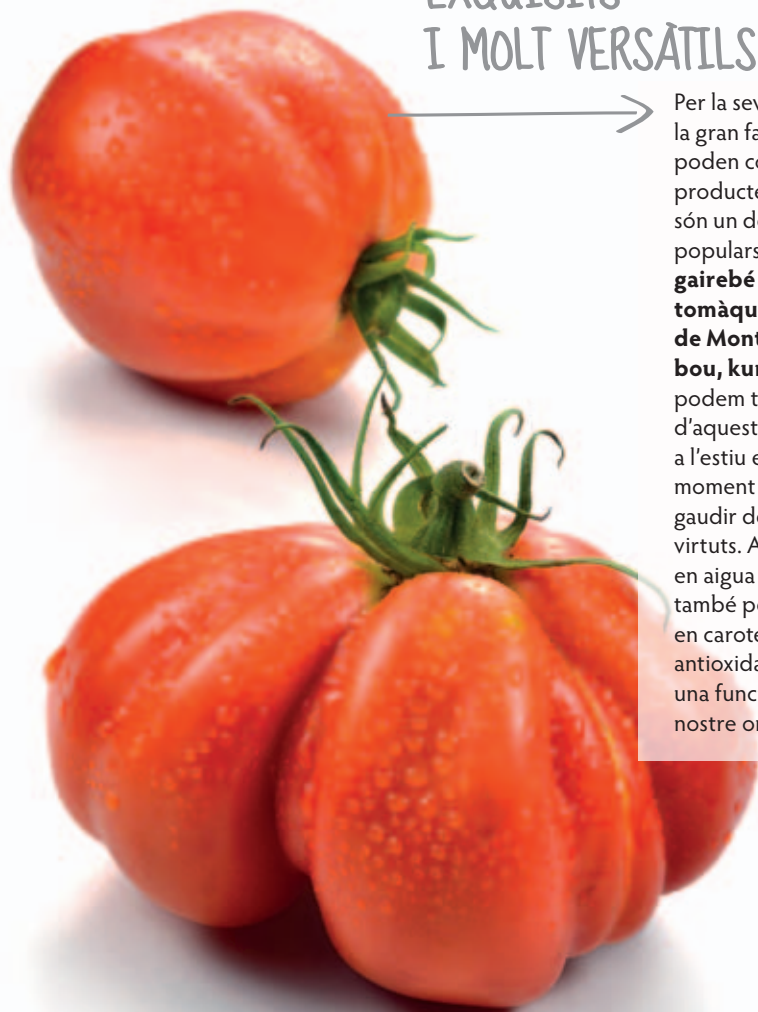 EXQUISITS
I MOLT VERSÀTILS
Per la sev
la gran fa
poden co
producte
són un de
populars
gairebé
tomàqu
de Mont
bou, kur
podem t
d'aquest
a l'estiu e
moment
gaudir de
virtuts. A
en aigua
també po
en carote
antioxida
una func
nostre or